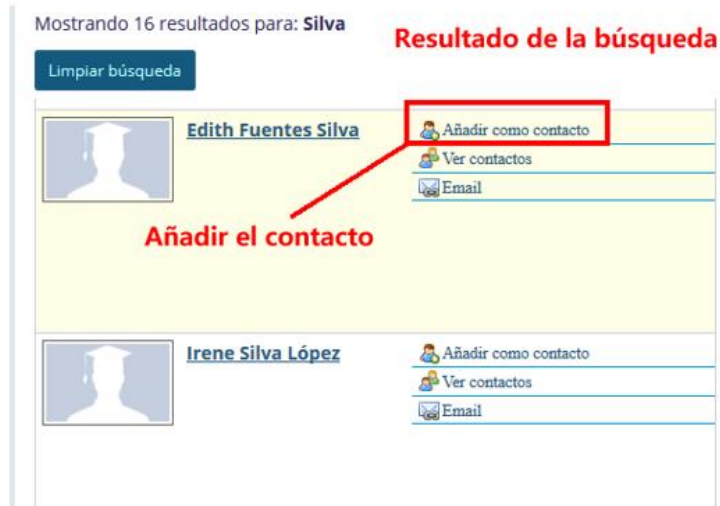 Mostrando 16 resultados para: Silva
Resultado de la búsqueda
Limpiar búsqueda
Edith Fuentes Silva
Añadir como contacto
Ver contactos
Email
Añadir el contacto
Irene Silva López
Añadir como contacto
Ver contactos
Email